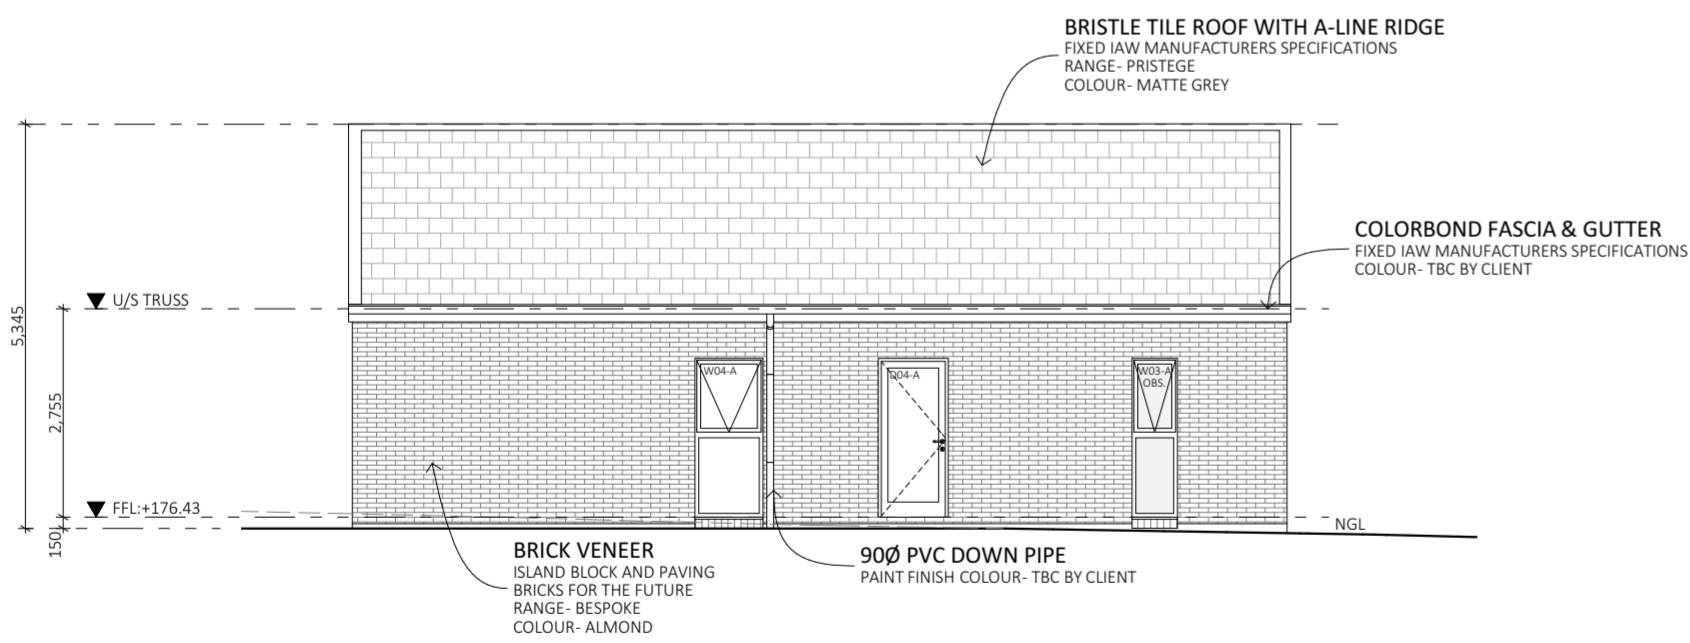 BRISTLE TILE ROOF WITH A-LINE RIDGE
FIXED IAW MANUFACTURERS SPECIFICATIONS
RANGE- PRISTEGE
COLOUR- MATTE GREY
COLORBOND FASCIA & GUTTER
FIXED IAW MANUFACTURERS SPECIFICATIONS
COLOUR- TBC BY CLIENT
U/S TRUSS
5,345
2,755
W04-A
D04-A
W03-A
OBS.
FFL:+176.43
150
NGL
BRICK VENEER
ISLAND BLOCK AND PAVING
BRICKS FOR THE FUTURE
RANGE- BESPOKE
COLOUR- ALMOND
90Ø PVC DOWN PIPE
PAINT FINISH COLOUR- TBC BY CLIENT